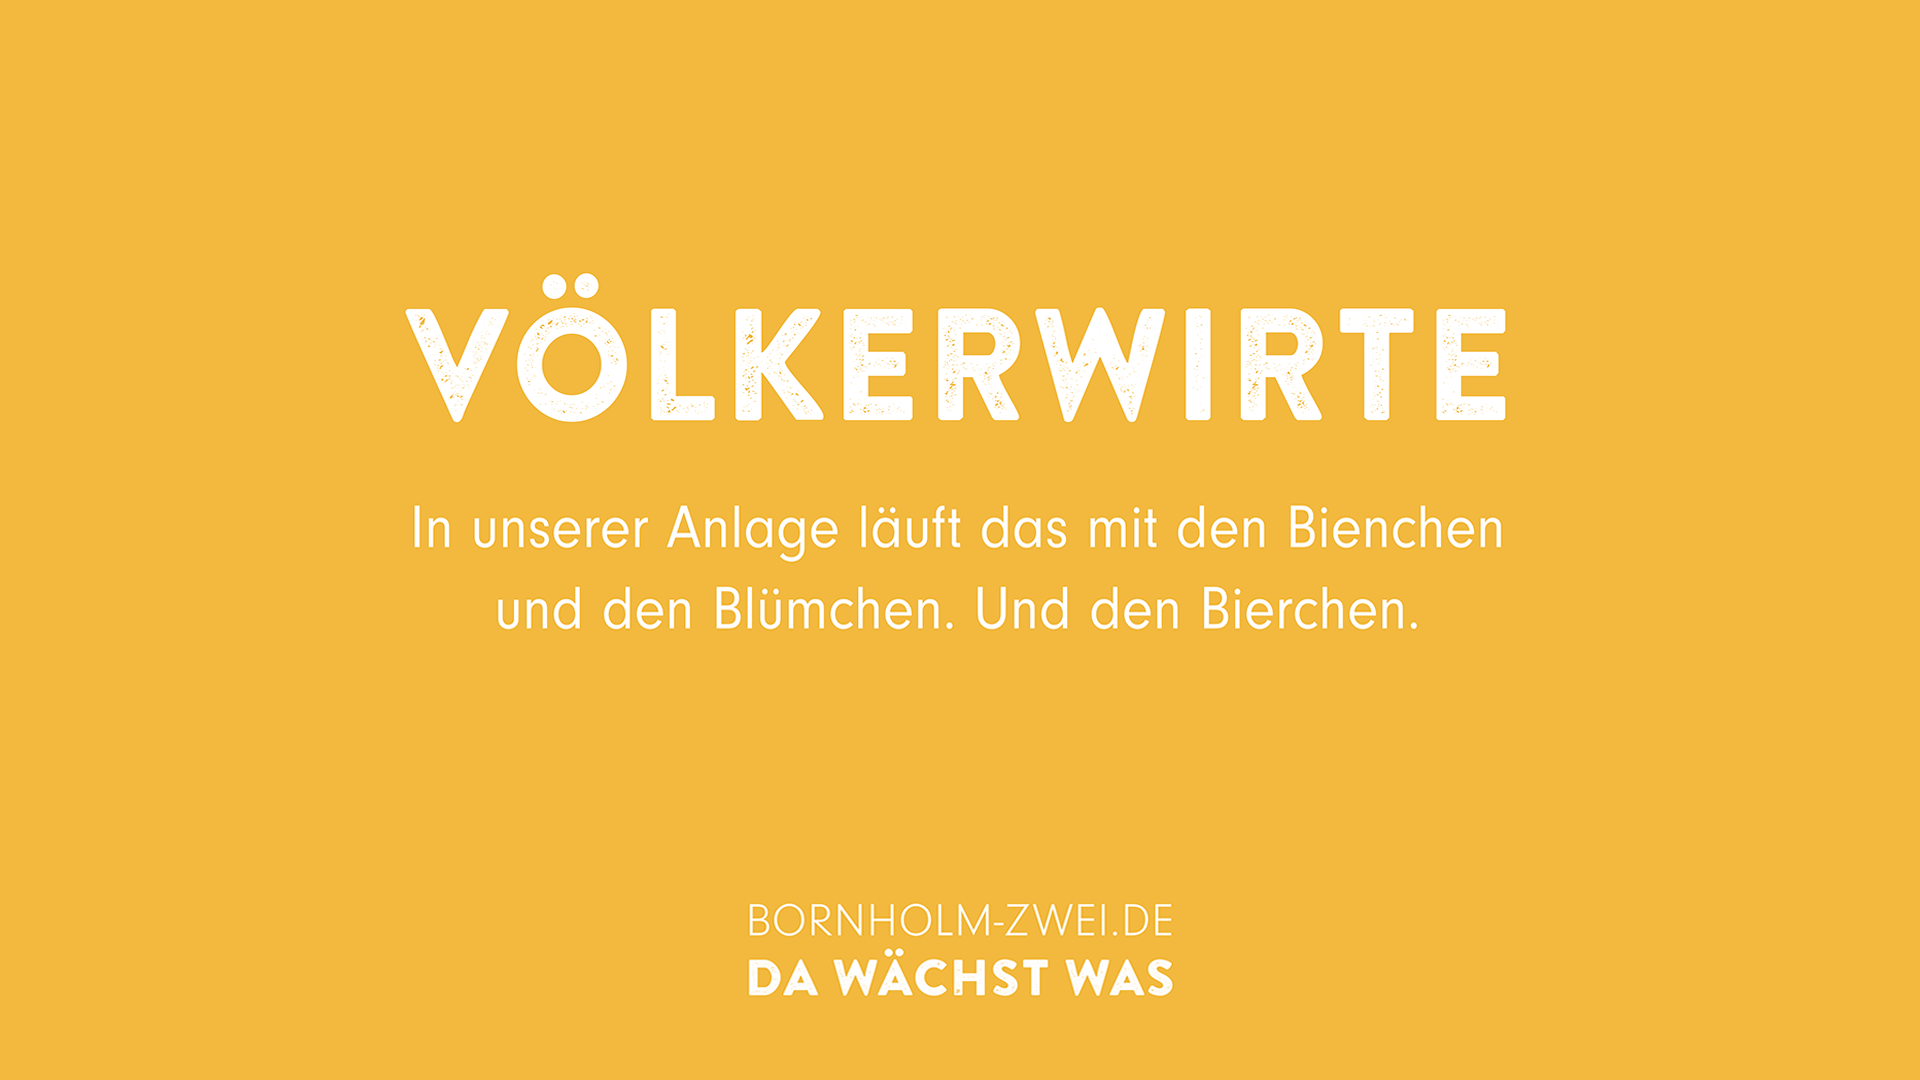 VÖLKERWIRTE
In unserer Anlage läuft das mit den Bienchen
und den Blümchen. Und den Bierchen.
BORNHOLM-ZWEI.DE
DA WÄCHST WAS